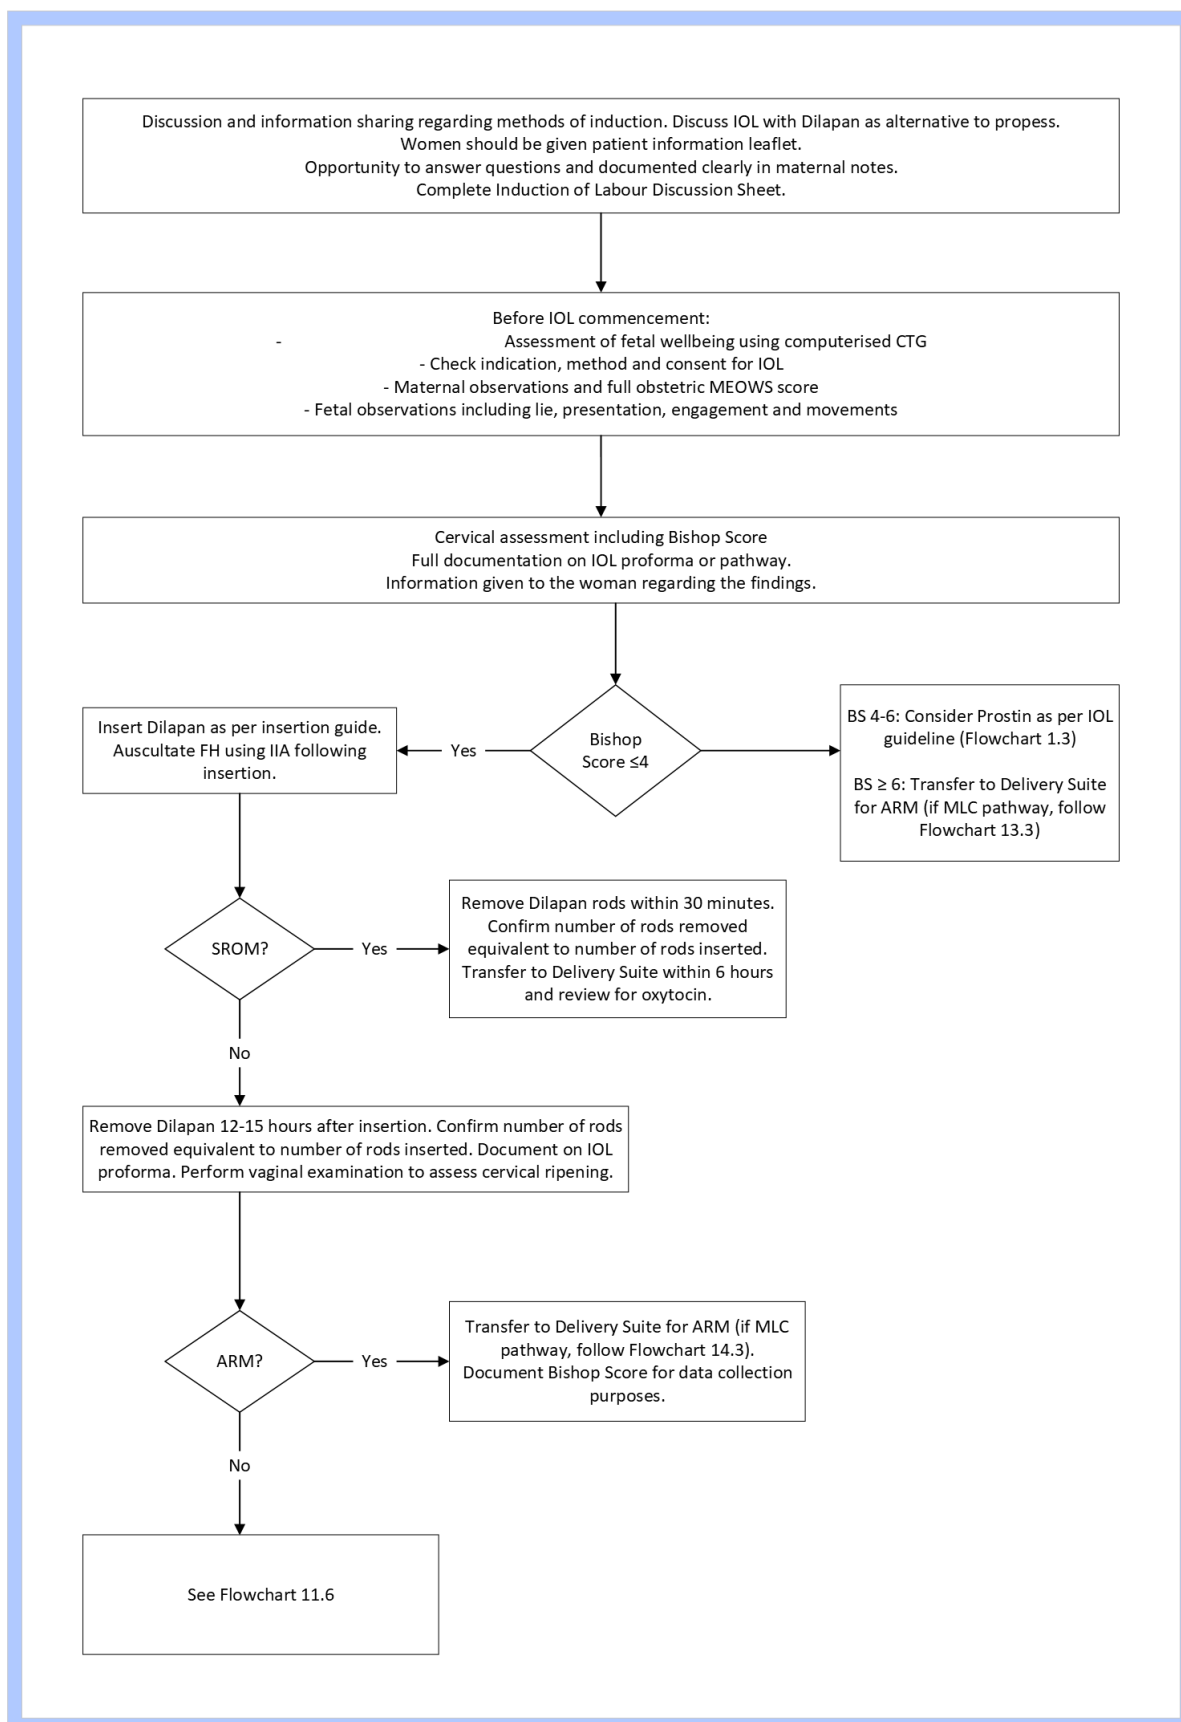 Discussion and information sharing regarding methods of induction. Discuss IOL with Dilapan as alternative to propess.
Women should be given patient information leaflet.
Opportunity to answer questions and documented clearly in maternal notes.
Complete Induction of Labour Discussion Sheet.
Before IOL commencement:
- Assessment of fetal wellbeing using computerised CTG
- Check indication, method and consent for IOL
- Maternal observations and full obstetric MEOWS score
- Fetal observations including lie, presentation, engagement and movements
Cervical assessment including Bishop Score
Full documentation on IOL proforma or pathway.
Information given to the woman regarding the findings.
Bishop
Score ≤4
Yes
Insert Dilapan as per insertion guide.
Auscultate FH using IIA following
insertion.
BS 4-6: Consider Prostin as per IOL
guideline (Flowchart 1.3)
BS ≥ 6: Transfer to Delivery Suite
for ARM (if MLC pathway, follow
Flowchart 13.3)
SROM?
Yes
Remove Dilapan rods within 30 minutes.
Confirm number of rods removed
equivalent to number of rods inserted.
Transfer to Delivery Suite within 6 hours
and review for oxytocin.
No
Remove Dilapan 12-15 hours after insertion. Confirm number of rods
removed equivalent to number of rods inserted. Document on IOL
proforma. Perform vaginal examination to assess cervical ripening.
ARM?
Yes
Transfer to Delivery Suite for ARM (if MLC
pathway, follow Flowchart 14.3).
Document Bishop Score for data collection
purposes.
No
See Flowchart 11.6